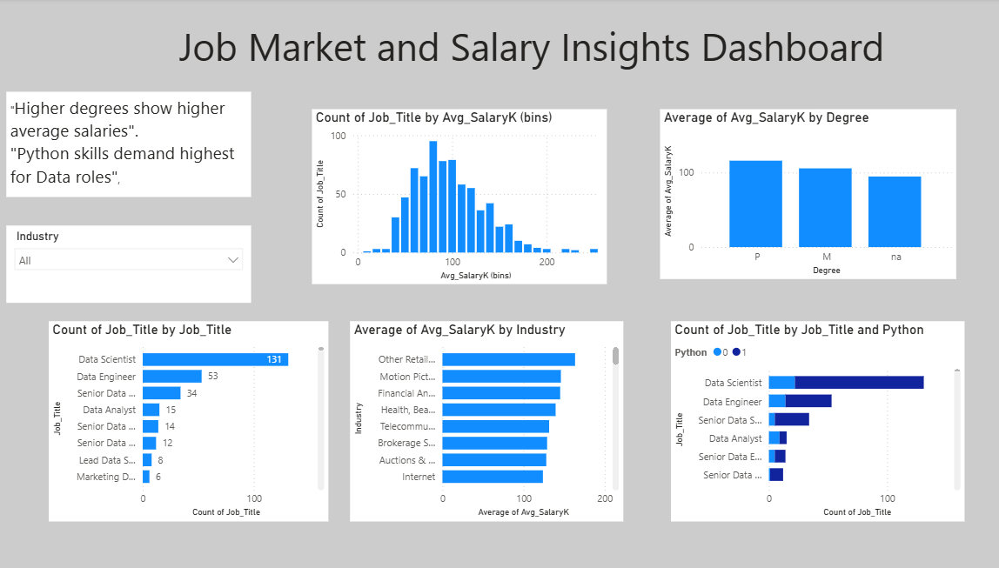 Job Market and Salary Insights Dashboard
"Higher degrees show higher
average salaries".
"Python skills demand highest
for Data roles",
Industry
All
Count of Job_Title by Avg_SalaryK (bins)
Count of Job_Title
100
50
0
0
100
200
Avg_SalaryK (bins)
Average of Avg_SalaryK by Degree
Average of Avg_SalaryK
100
0
P
M
na
Degree
Count of Job_Title by Job_Title
Job_Title
Data Scientist 131
Data Engineer 53
Senior Data ... 34
Data Analyst 15
Senior Data ... 14
Senior Data ... 12
Lead Data S... 8
Marketing D... 6
0
100
Count of Job_Title
Average of Avg_SalaryK by Industry
Industry
Other Retail...
Motion Pict...
Financial An...
Health, Bea...
Telecommu...
Brokerage S...
Auctions & ...
Internet
0
100
200
Average of Avg_SalaryK
Count of Job_Title by Job_Title and Python
Python 0 1
Job_Title
Data Scientist
Data Engineer
Senior Data S...
Data Analyst
Senior Data E...
Senior Data ...
0
100
Count of Job_Title